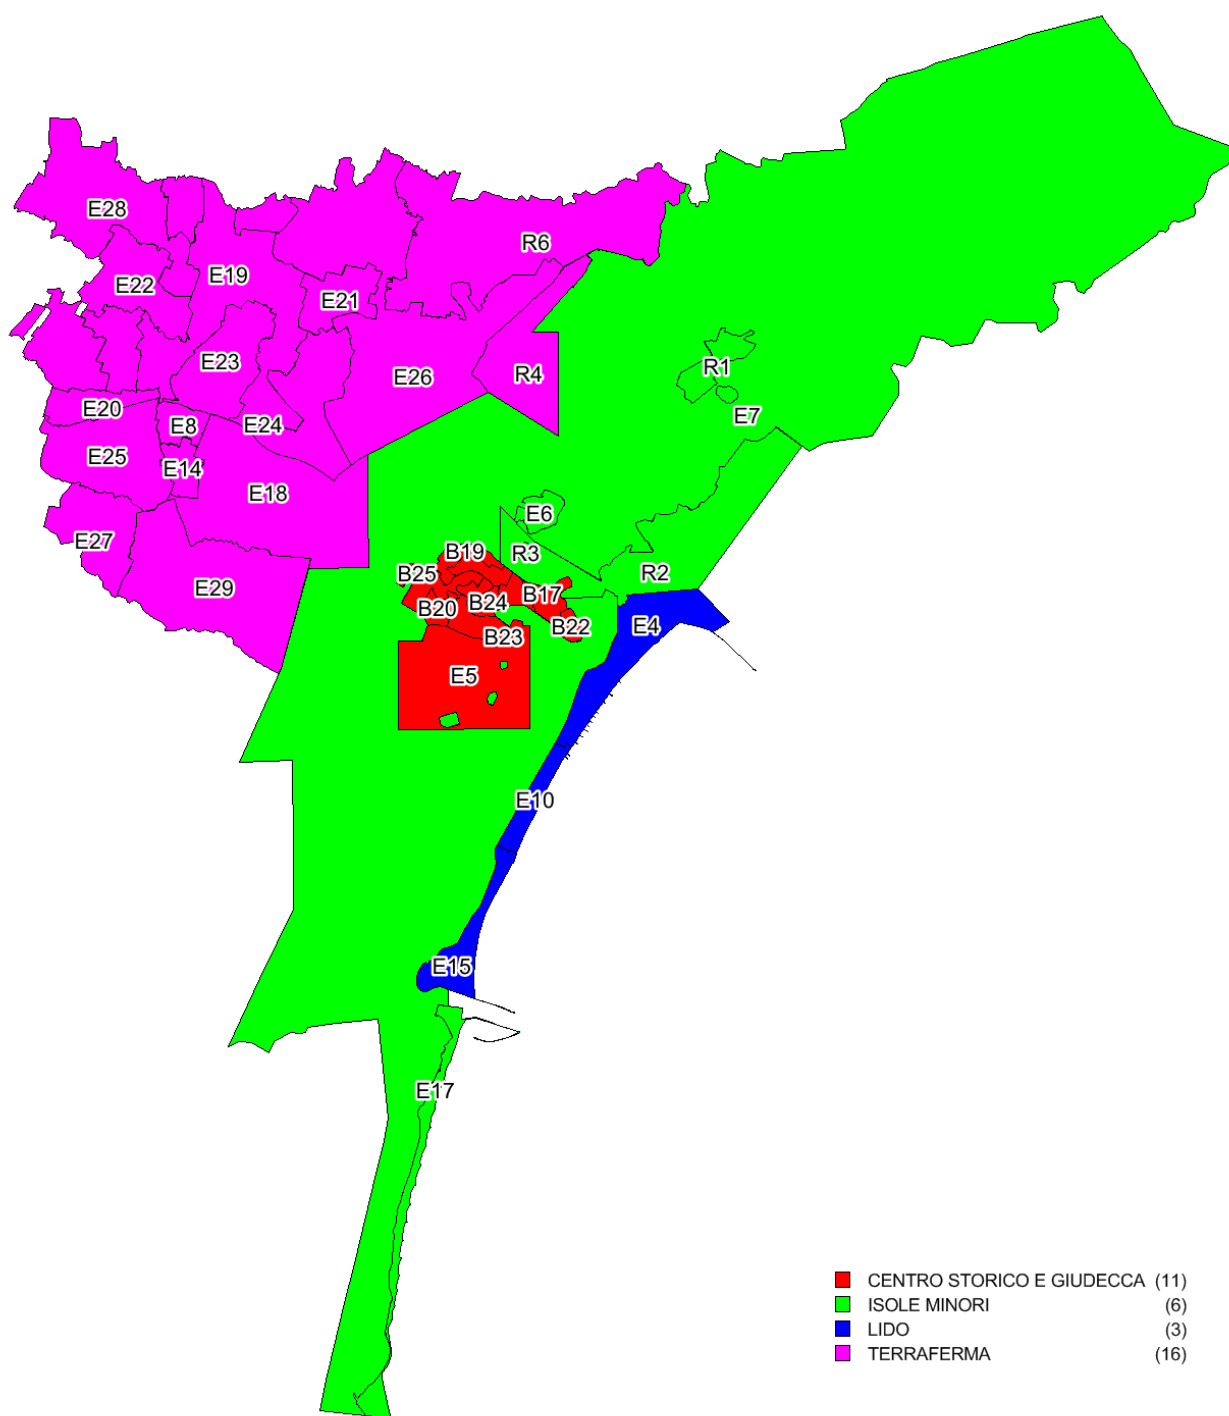 E28
R6
E19
E22
E21
E23
R1
R4
E26
E20
E7
E8
E24
E25
E14
E18
E6
E27
B19
R3
B25
R2
E29
B17
B24
B20
E4
B22
B23
E5
E10
E15
E17
CENTRO STORICO E GIUDECCA (11)
ISOLE MINORI (6)
LIDO (3)
TERRAFERMA (16)